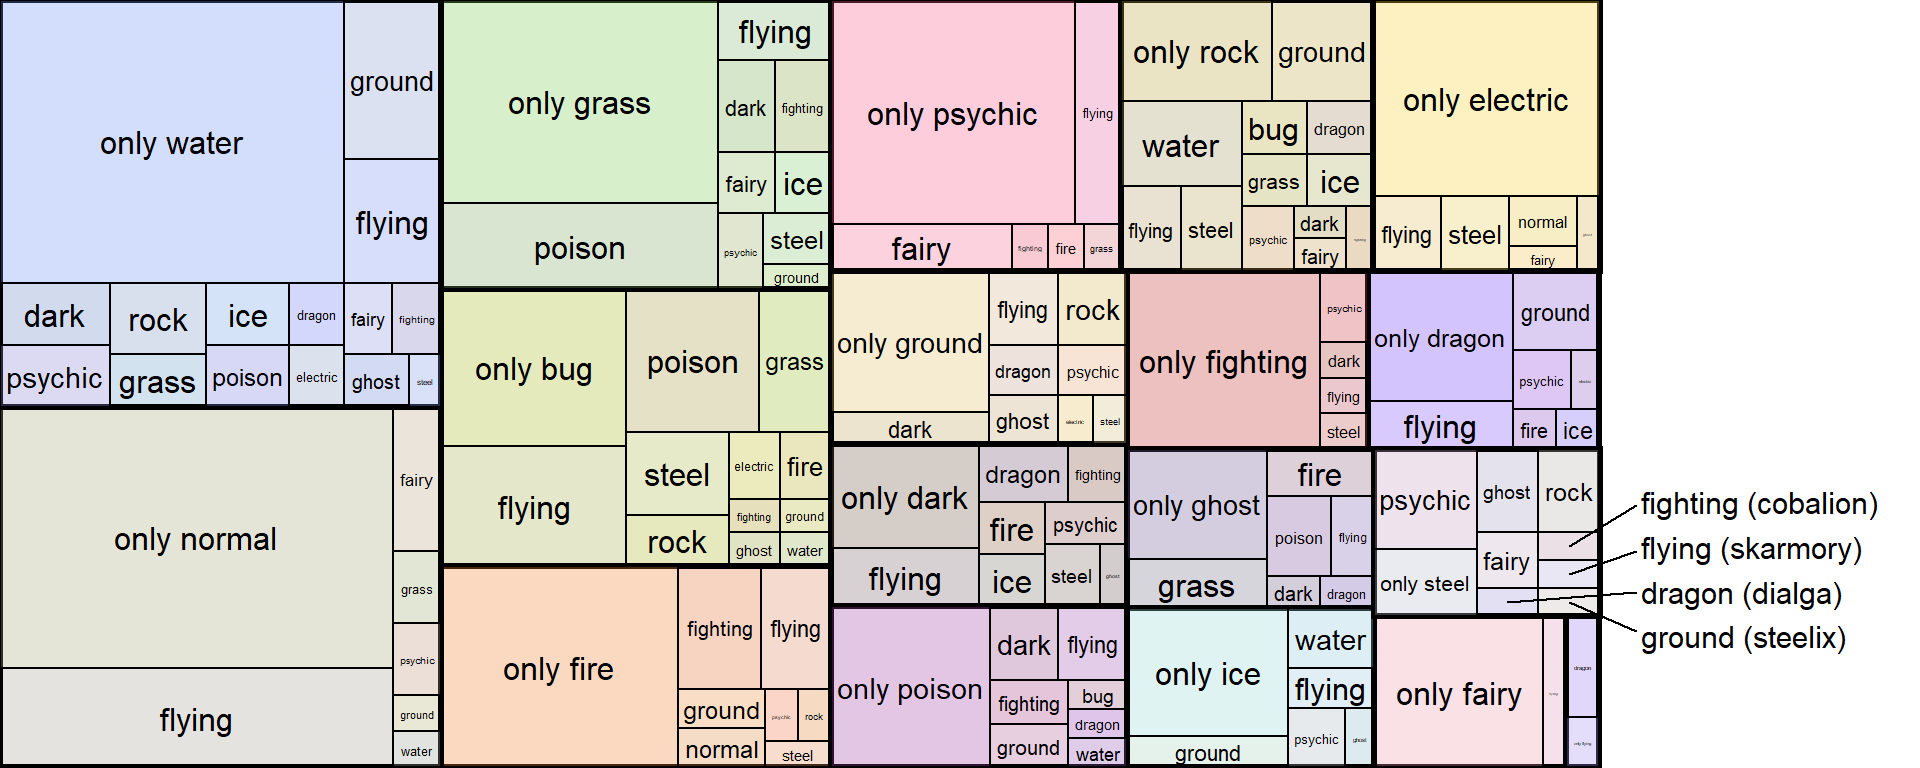 only water
ground
flying
dark
rock
ice
dragon
fairy
fighting
psychic
grass
poison
electric
ghost
steel
only normal
fairy
grass
psychic
ground
water
flying
only grass
flying
dark
fighting
fairy
ice
poison
psychic
steel
ground
only bug
poison
grass
flying
steel
electric
fire
fighting
ground
rock
ghost
water
only fire
fighting
flying
ground
psychic
rock
normal
steel
only psychic
flying
fairy
fighting
fire
grass
only rock
ground
water
bug
dragon
grass
ice
flying
steel
psychic
dark
fairy
only electric
flying
steel
normal
fairy
only ground
flying
rock
dragon
psychic
dark
ghost
electric
steel
only fighting
psychic
dark
flying
steel
only dragon
ground
psychic
electric
flying
fire
ice
only dark
dragon
fighting
fire
psychic
flying
ice
steel
ghost
only ghost
fire
poison
flying
grass
dark
dragon
psychic
ghost
rock
only steel
fairy
fighting (cobalion)
flying (skarmory)
dragon (dialga)
ground (steelix)
only poison
dark
flying
fighting
bug
dragon
ground
water
only ice
water
flying
psychic
ghost
ground
only fairy
dragon
only flying